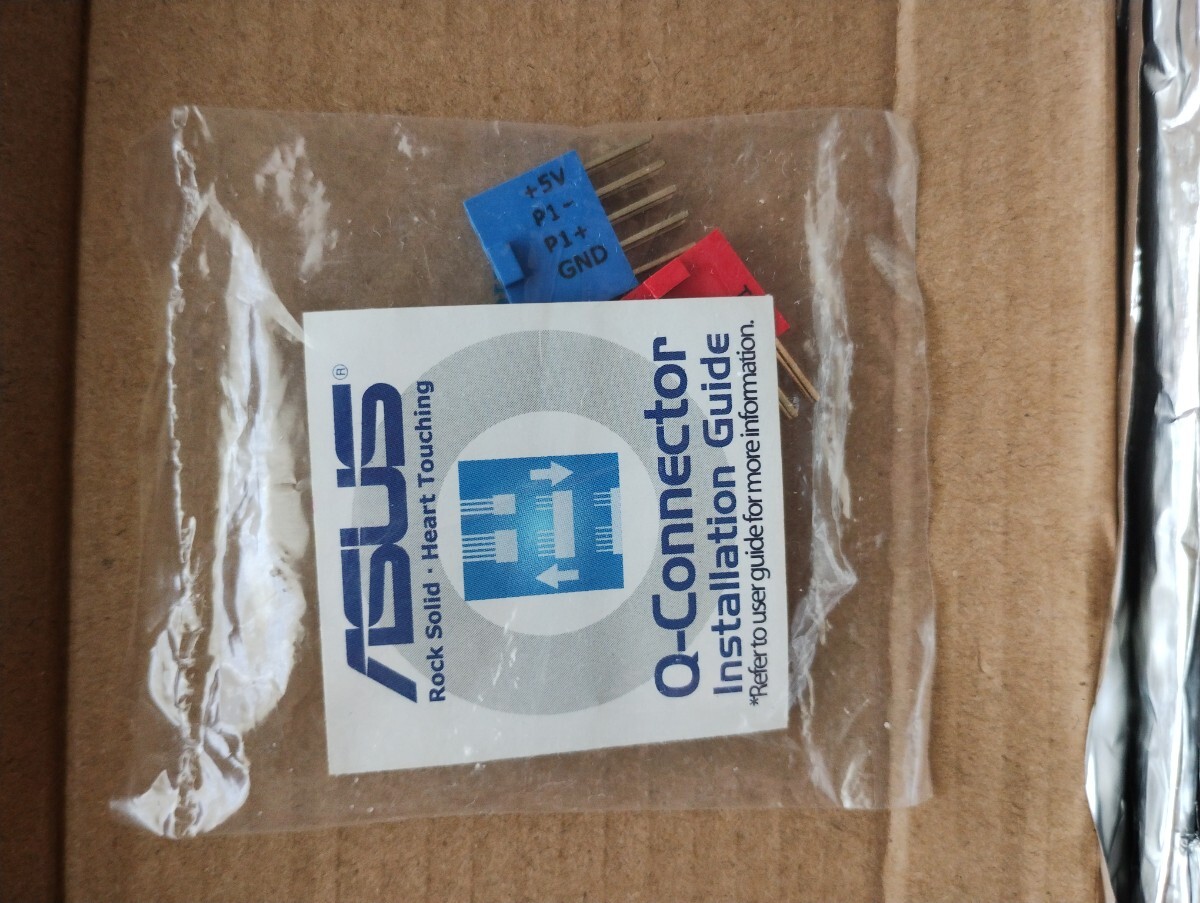 +5V
P1-
P1+
GND
ASUS®
Rock Solid · Heart Touching
Q-Connector
Installation Guide
*Refer to user guide for more information.